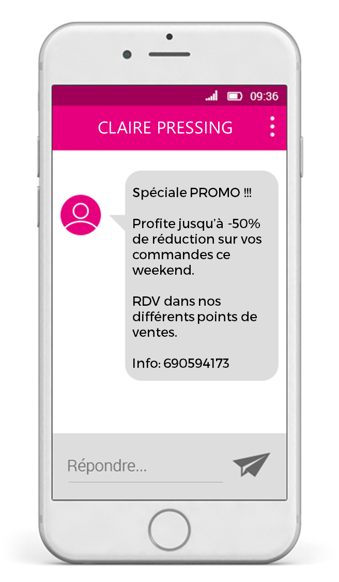 09:36
CLAIRE PRESSING
Spéciale PROMO !!!
Profite jusqu'à -50%
de réduction sur vos
commandes ce
weekend.
RDV dans nos
différents points de
ventes.
Info: 690594173
Répondre...